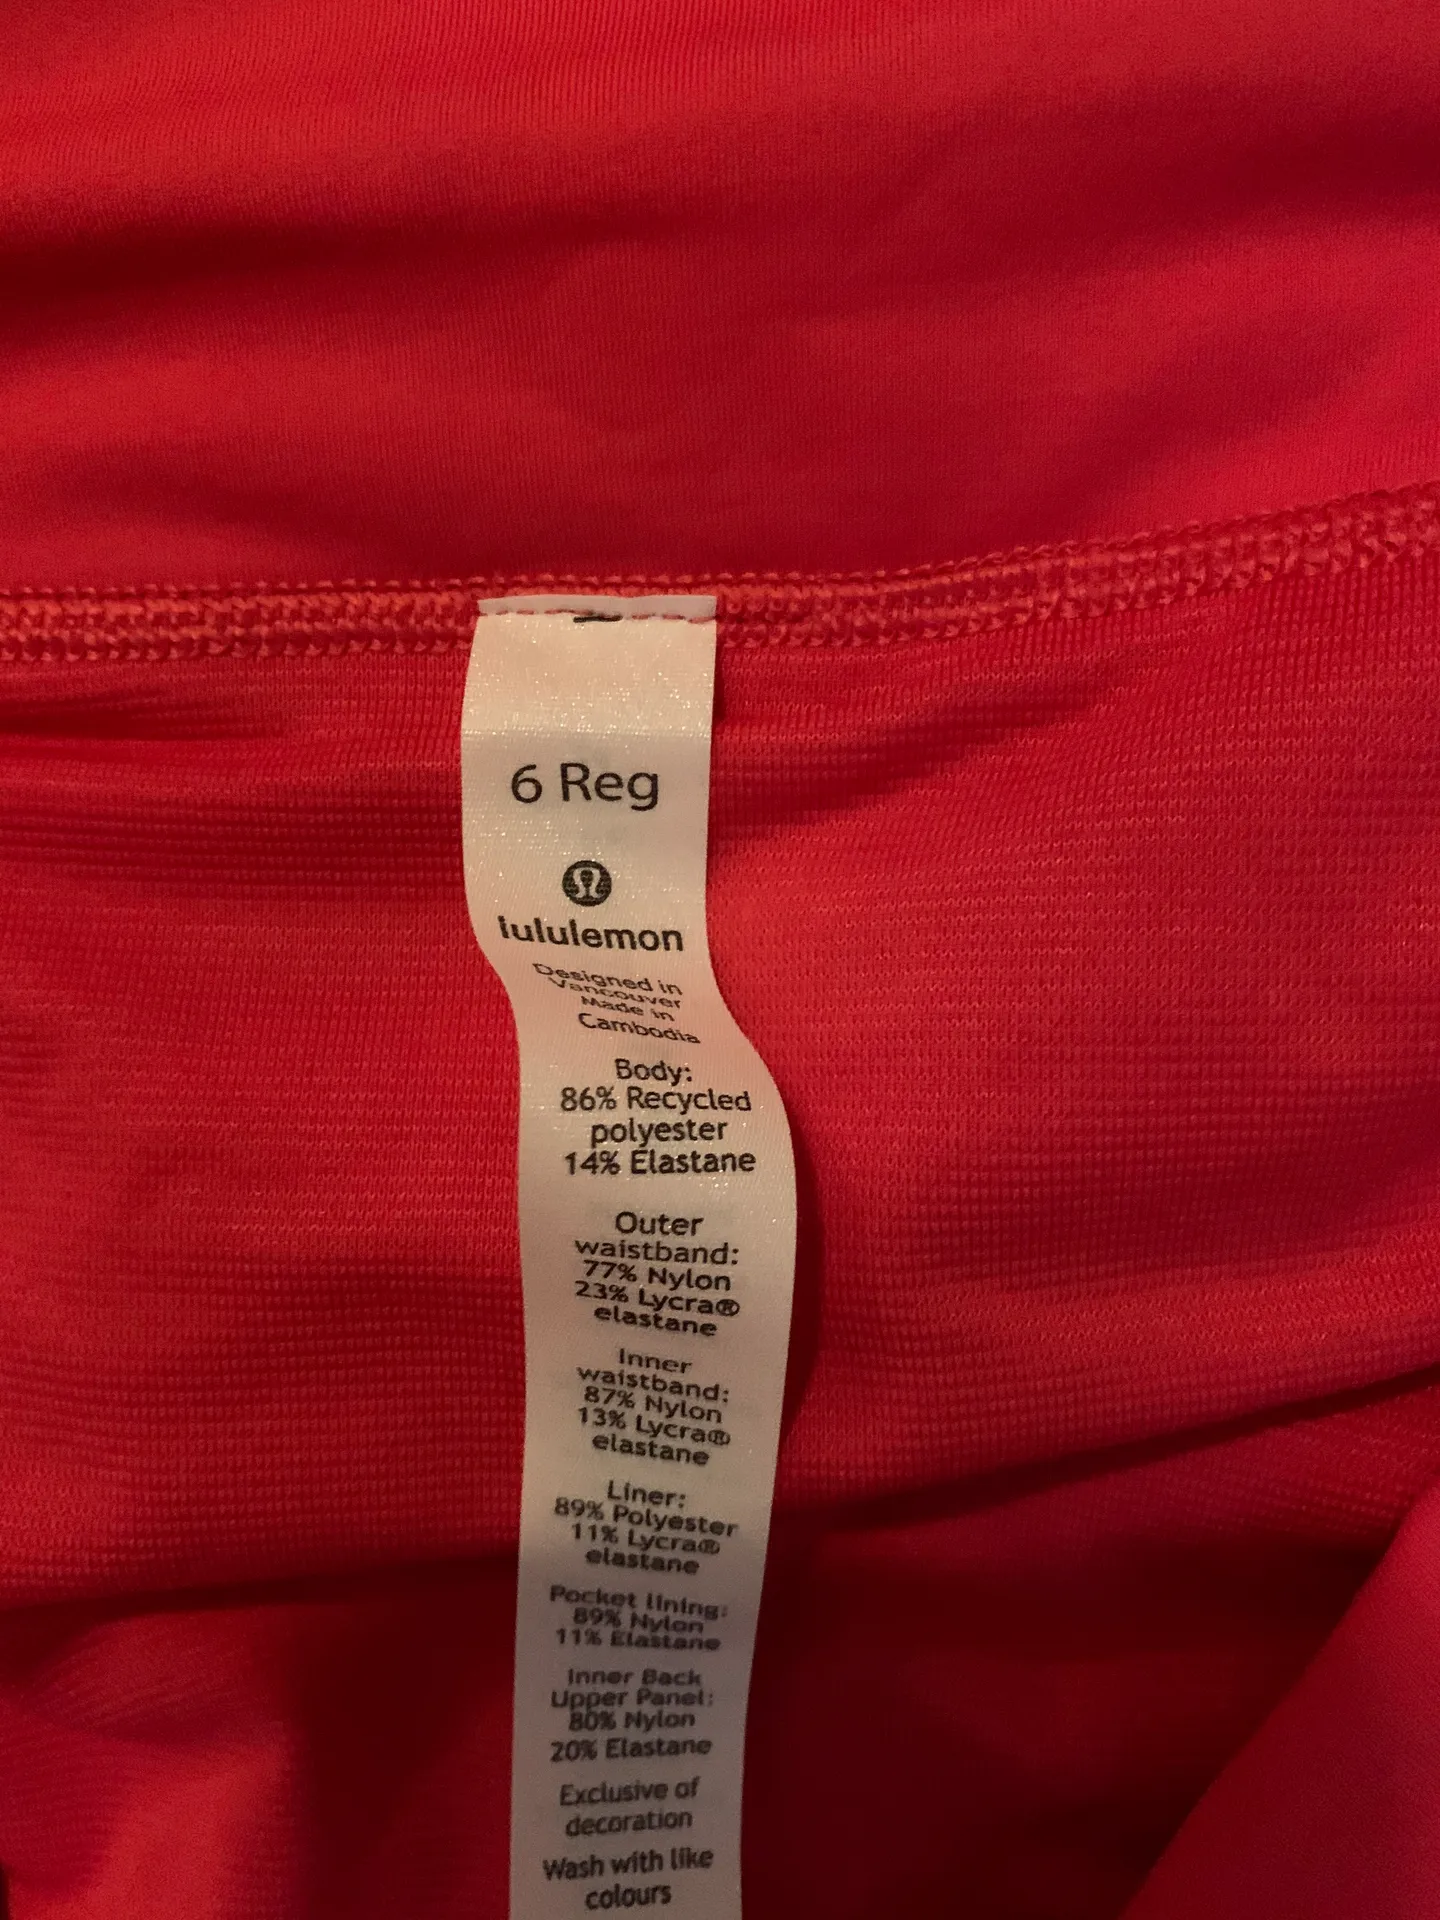 6 Reg
lululemon
Designed in
Vancouver
Made in
Cambodia
Body:
86% Recycled
polyester
14% Elastane
Outer
waistband:
77% Nylon
23% Lycra®
elastane
Inner
waistband:
87% Nylon
13% Lycra®
elastane
Liner:
89% Polyester
11% Lycra®
elastane
Pocket lining:
89% Nylon
11% Elastane
Inner Back
Upper Panel:
80% Nylon
20% Elastane
Exclusive of
decoration
Wash with like
colours